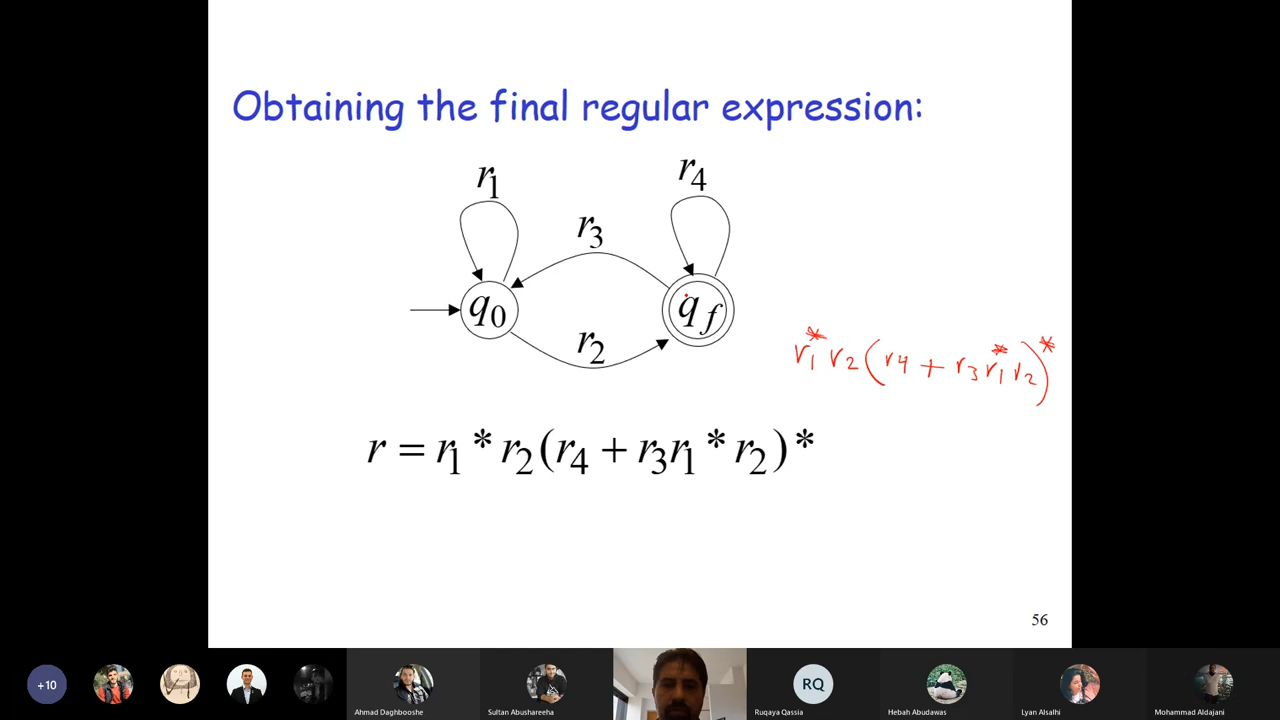 Obtaining the final regular expression:
r1
r4
r3
q0
qf
r2
r1* r2 (r4 + r3 r1* r2)*
r = r1 * r2(r4 + r3r1 * r2) *
56
+10
RQ
Ahmad Daghbooshe
Sultan Abushareeha
Ruqaya Qassia
Hebah Abudawas
Lyan Alsalhi
Mohammad Aldajani